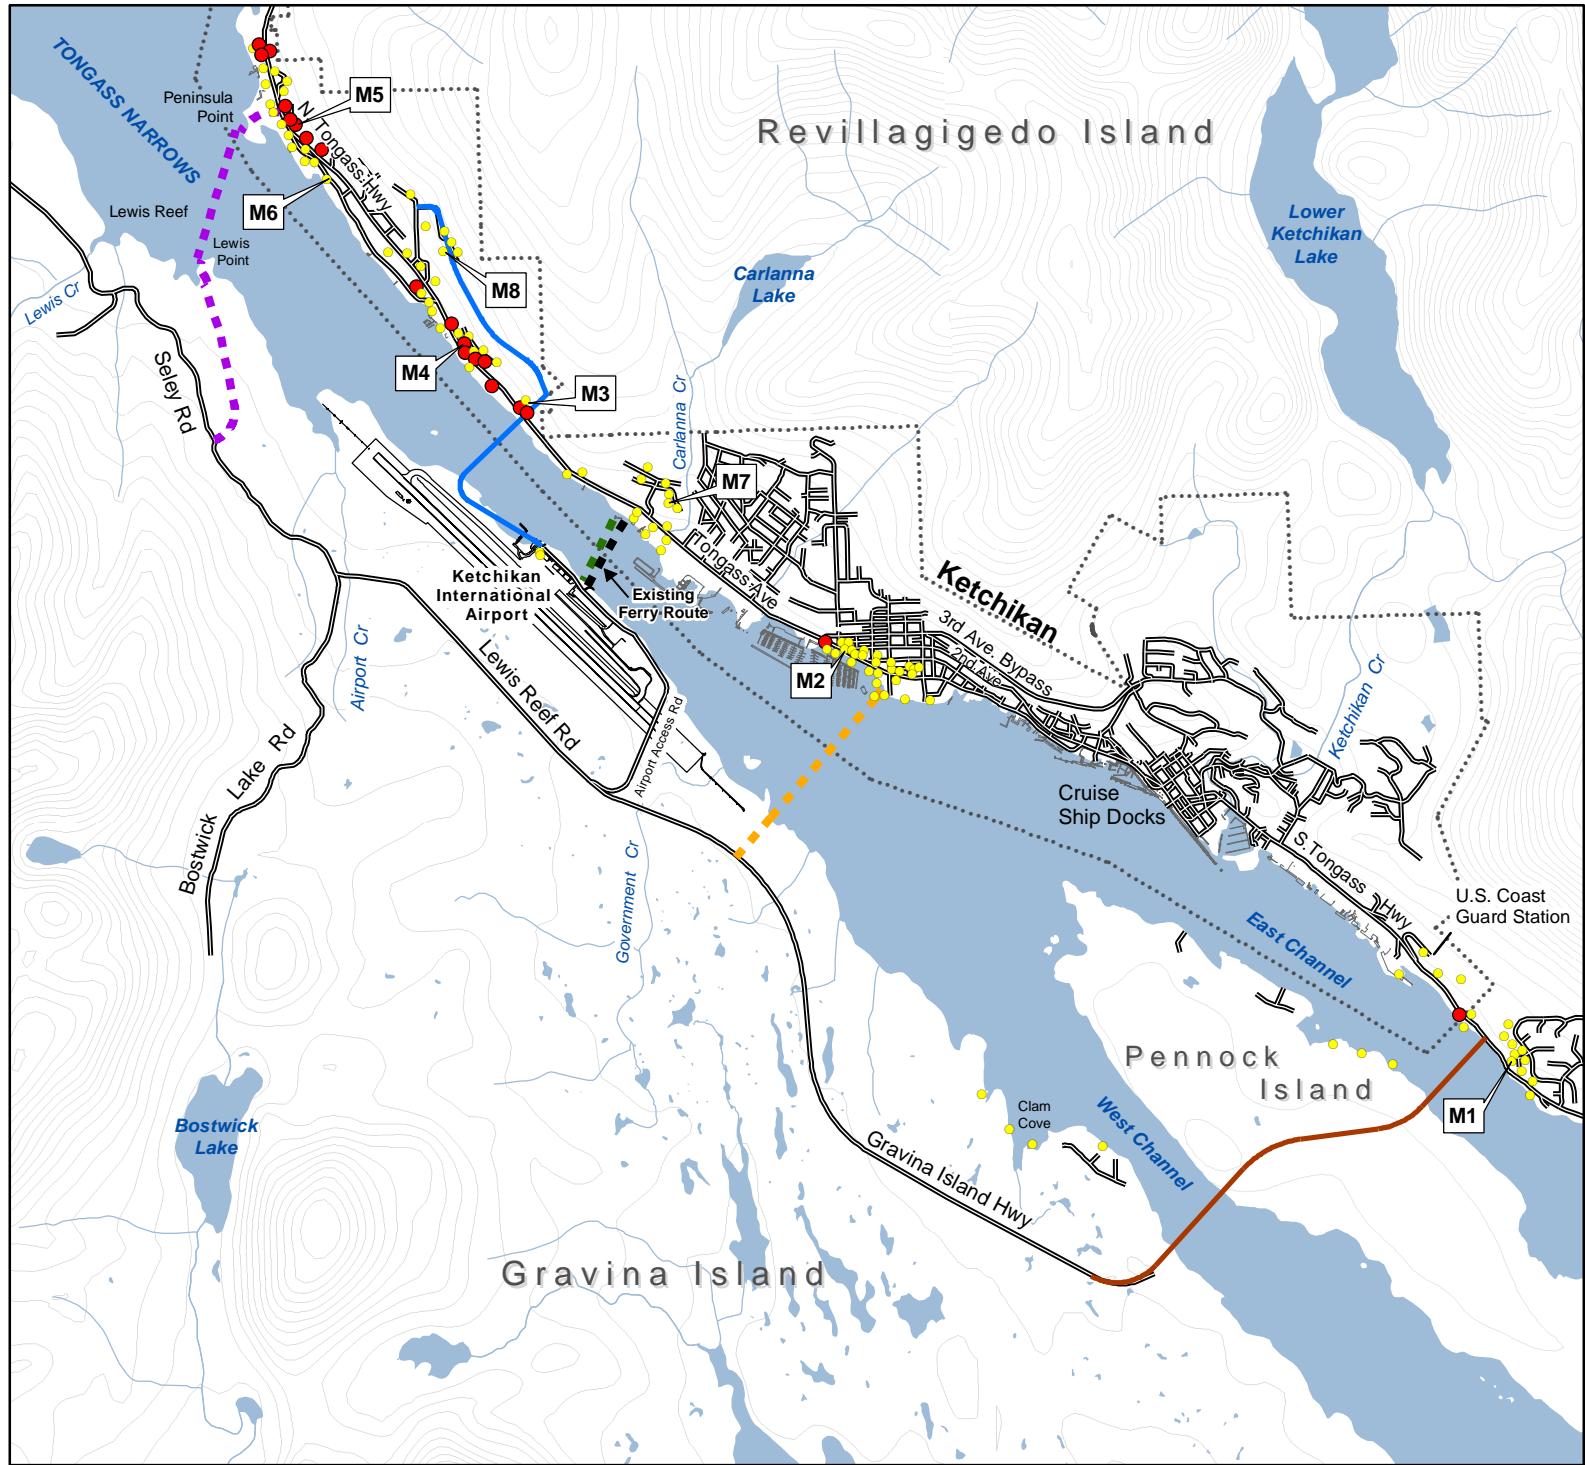 TONGASS NARROWS
Peninsula
Point
M5
N. Tongass Hwy
Revillagigedo Island
M6
Lewis Reef
Lewis
Point
Lower
Ketchikan
Lake
Carlanna
Lake
M8
Lewis Cr
Seley Rd
M4
M3
Carlanna Cr
M7
Tongass Ave
Ketchikan
International
Airport
Existing
Ferry Route
Ketchikan
3rd Ave. Bypass
2nd Ave
M2
Airport Cr
Lewis Reef Rd
Airport Access Rd
Bostwick Lake Rd
Ketchikan Cr
Cruise
Ship Docks
S. Tongass Hwy
Government Cr
U.S. Coast
Guard Station
East Channel
Pennock
Island
M1
Clam
Cove
West Channel
Bostwick
Lake
Gravina Island Hwy
Gravina Island